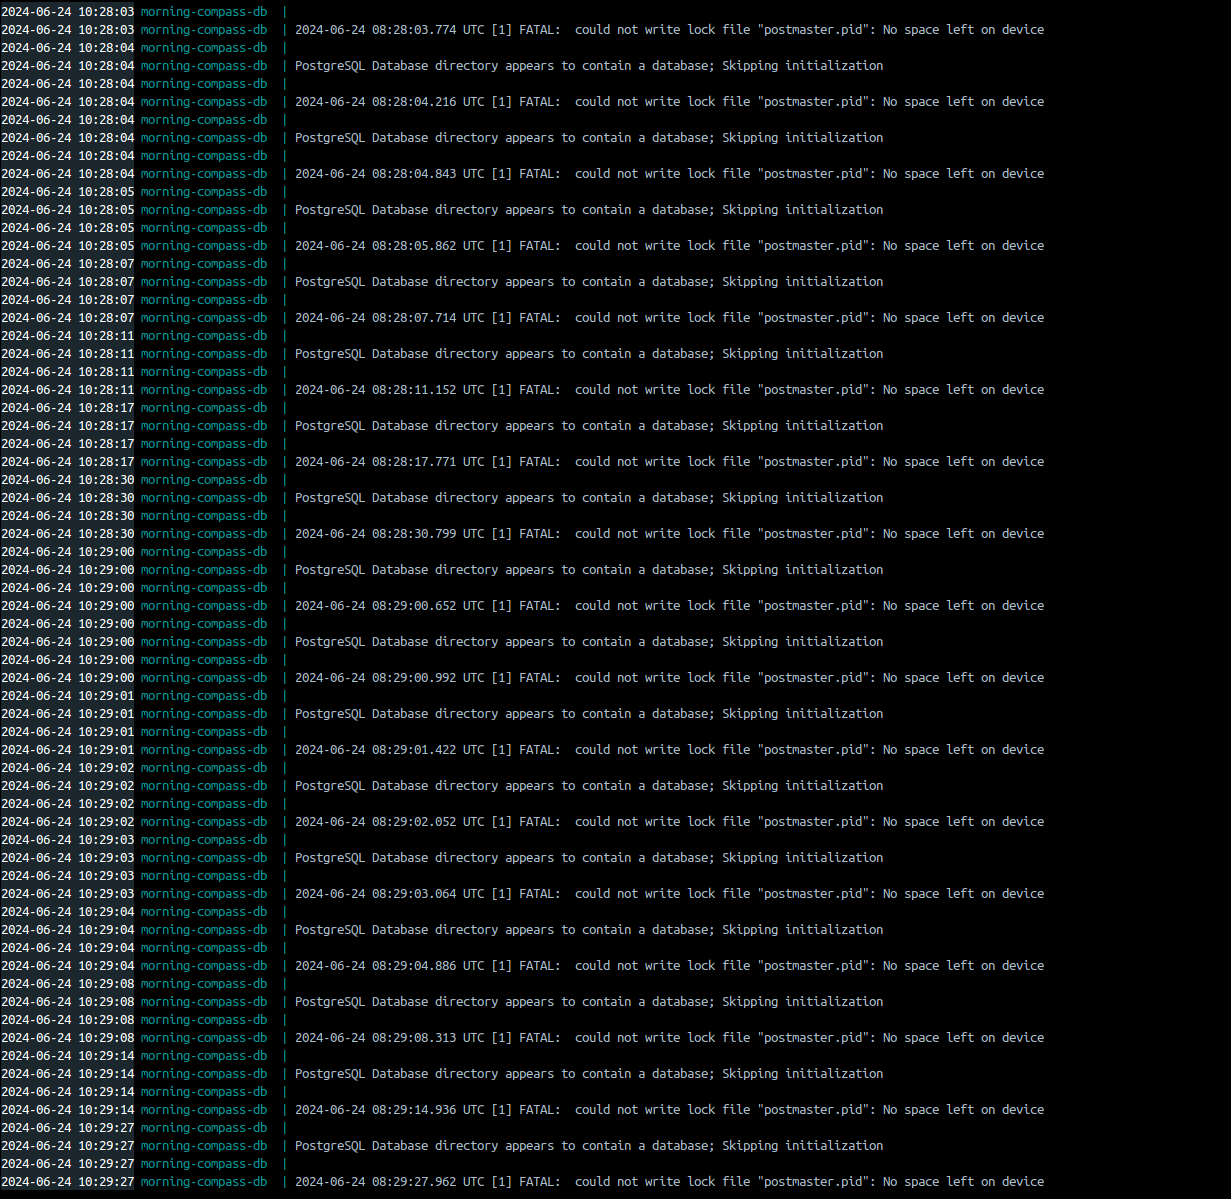 2024-06-24 10:28:03 morning-compass-db  |
2024-06-24 10:28:03 morning-compass-db  | 2024-06-24 08:28:03.774 UTC [1] FATAL:  could not write lock file "postmaster.pid": No space left on device
2024-06-24 10:28:04 morning-compass-db  |
2024-06-24 10:28:04 morning-compass-db  | PostgreSQL Database directory appears to contain a database; Skipping initialization
2024-06-24 10:28:04 morning-compass-db  |
2024-06-24 10:28:04 morning-compass-db  | 2024-06-24 08:28:04.216 UTC [1] FATAL:  could not write lock file "postmaster.pid": No space left on device
2024-06-24 10:28:04 morning-compass-db  |
2024-06-24 10:28:04 morning-compass-db  | PostgreSQL Database directory appears to contain a database; Skipping initialization
2024-06-24 10:28:04 morning-compass-db  |
2024-06-24 10:28:04 morning-compass-db  | 2024-06-24 08:28:04.843 UTC [1] FATAL:  could not write lock file "postmaster.pid": No space left on device
2024-06-24 10:28:05 morning-compass-db  |
2024-06-24 10:28:05 morning-compass-db  | PostgreSQL Database directory appears to contain a database; Skipping initialization
2024-06-24 10:28:05 morning-compass-db  |
2024-06-24 10:28:05 morning-compass-db  | 2024-06-24 08:28:05.862 UTC [1] FATAL:  could not write lock file "postmaster.pid": No space left on device
2024-06-24 10:28:07 morning-compass-db  |
2024-06-24 10:28:07 morning-compass-db  | PostgreSQL Database directory appears to contain a database; Skipping initialization
2024-06-24 10:28:07 morning-compass-db  |
2024-06-24 10:28:07 morning-compass-db  | 2024-06-24 08:28:07.714 UTC [1] FATAL:  could not write lock file "postmaster.pid": No space left on device
2024-06-24 10:28:11 morning-compass-db  |
2024-06-24 10:28:11 morning-compass-db  | PostgreSQL Database directory appears to contain a database; Skipping initialization
2024-06-24 10:28:11 morning-compass-db  |
2024-06-24 10:28:11 morning-compass-db  | 2024-06-24 08:28:11.152 UTC [1] FATAL:  could not write lock file "postmaster.pid": No space left on device
2024-06-24 10:28:17 morning-compass-db  |
2024-06-24 10:28:17 morning-compass-db  | PostgreSQL Database directory appears to contain a database; Skipping initialization
2024-06-24 10:28:17 morning-compass-db  |
2024-06-24 10:28:17 morning-compass-db  | 2024-06-24 08:28:17.771 UTC [1] FATAL:  could not write lock file "postmaster.pid": No space left on device
2024-06-24 10:28:30 morning-compass-db  |
2024-06-24 10:28:30 morning-compass-db  | PostgreSQL Database directory appears to contain a database; Skipping initialization
2024-06-24 10:28:30 morning-compass-db  |
2024-06-24 10:28:30 morning-compass-db  | 2024-06-24 08:28:30.799 UTC [1] FATAL:  could not write lock file "postmaster.pid": No space left on device
2024-06-24 10:29:00 morning-compass-db  |
2024-06-24 10:29:00 morning-compass-db  | PostgreSQL Database directory appears to contain a database; Skipping initialization
2024-06-24 10:29:00 morning-compass-db  |
2024-06-24 10:29:00 morning-compass-db  | 2024-06-24 08:29:00.652 UTC [1] FATAL:  could not write lock file "postmaster.pid": No space left on device
2024-06-24 10:29:00 morning-compass-db  |
2024-06-24 10:29:00 morning-compass-db  | PostgreSQL Database directory appears to contain a database; Skipping initialization
2024-06-24 10:29:00 morning-compass-db  |
2024-06-24 10:29:00 morning-compass-db  | 2024-06-24 08:29:00.992 UTC [1] FATAL:  could not write lock file "postmaster.pid": No space left on device
2024-06-24 10:29:01 morning-compass-db  |
2024-06-24 10:29:01 morning-compass-db  | PostgreSQL Database directory appears to contain a database; Skipping initialization
2024-06-24 10:29:01 morning-compass-db  |
2024-06-24 10:29:01 morning-compass-db  | 2024-06-24 08:29:01.422 UTC [1] FATAL:  could not write lock file "postmaster.pid": No space left on device
2024-06-24 10:29:02 morning-compass-db  |
2024-06-24 10:29:02 morning-compass-db  | PostgreSQL Database directory appears to contain a database; Skipping initialization
2024-06-24 10:29:02 morning-compass-db  |
2024-06-24 10:29:02 morning-compass-db  | 2024-06-24 08:29:02.052 UTC [1] FATAL:  could not write lock file "postmaster.pid": No space left on device
2024-06-24 10:29:03 morning-compass-db  |
2024-06-24 10:29:03 morning-compass-db  | PostgreSQL Database directory appears to contain a database; Skipping initialization
2024-06-24 10:29:03 morning-compass-db  |
2024-06-24 10:29:03 morning-compass-db  | 2024-06-24 08:29:03.064 UTC [1] FATAL:  could not write lock file "postmaster.pid": No space left on device
2024-06-24 10:29:04 morning-compass-db  |
2024-06-24 10:29:04 morning-compass-db  | PostgreSQL Database directory appears to contain a database; Skipping initialization
2024-06-24 10:29:04 morning-compass-db  |
2024-06-24 10:29:04 morning-compass-db  | 2024-06-24 08:29:04.886 UTC [1] FATAL:  could not write lock file "postmaster.pid": No space left on device
2024-06-24 10:29:08 morning-compass-db  |
2024-06-24 10:29:08 morning-compass-db  | PostgreSQL Database directory appears to contain a database; Skipping initialization
2024-06-24 10:29:08 morning-compass-db  |
2024-06-24 10:29:08 morning-compass-db  | 2024-06-24 08:29:08.313 UTC [1] FATAL:  could not write lock file "postmaster.pid": No space left on device
2024-06-24 10:29:14 morning-compass-db  |
2024-06-24 10:29:14 morning-compass-db  | PostgreSQL Database directory appears to contain a database; Skipping initialization
2024-06-24 10:29:14 morning-compass-db  |
2024-06-24 10:29:14 morning-compass-db  | 2024-06-24 08:29:14.936 UTC [1] FATAL:  could not write lock file "postmaster.pid": No space left on device
2024-06-24 10:29:27 morning-compass-db  |
2024-06-24 10:29:27 morning-compass-db  | PostgreSQL Database directory appears to contain a database; Skipping initialization
2024-06-24 10:29:27 morning-compass-db  |
2024-06-24 10:29:27 morning-compass-db  | 2024-06-24 08:29:27.962 UTC [1] FATAL:  could not write lock file "postmaster.pid": No space left on device